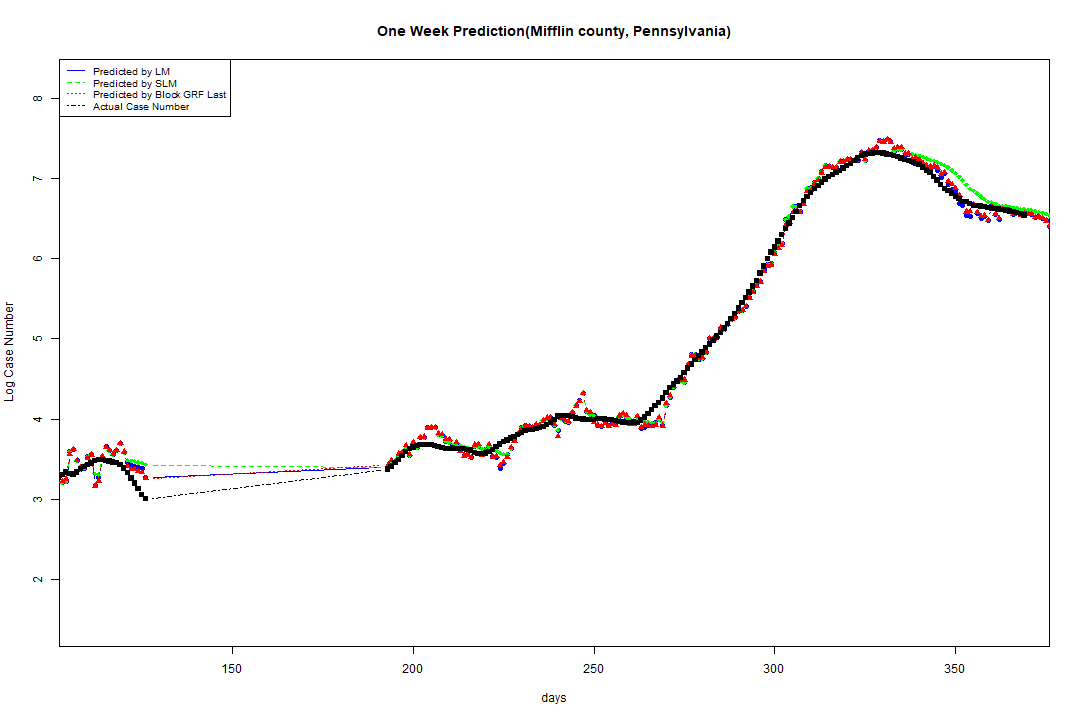 One Week Prediction(Mifflin county, Pennsylvania)
Predicted by LM
Predicted by SLM
Predicted by Block GRF Last
Actual Case Number
8
7
6
5
4
3
2
Log Case Number
150 200 250 300 350
days